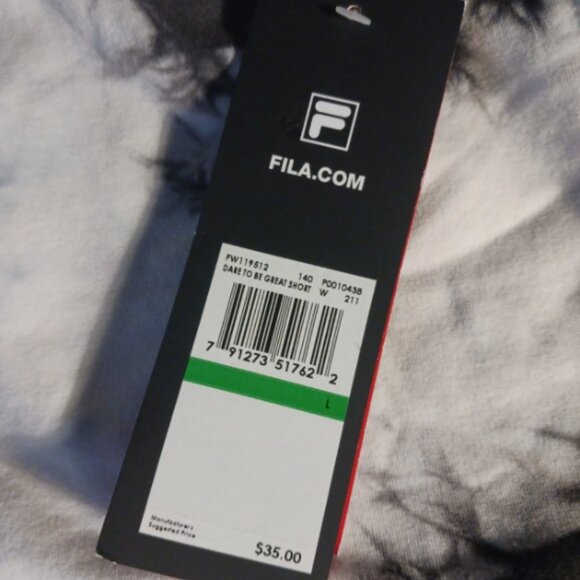 F
FILA.COM
FW119512 140 P0010438
DARE TO BE GREAT SHORT W 211
7 91273 51762 2
L
Manufacturers
Suggested Price
$35.00